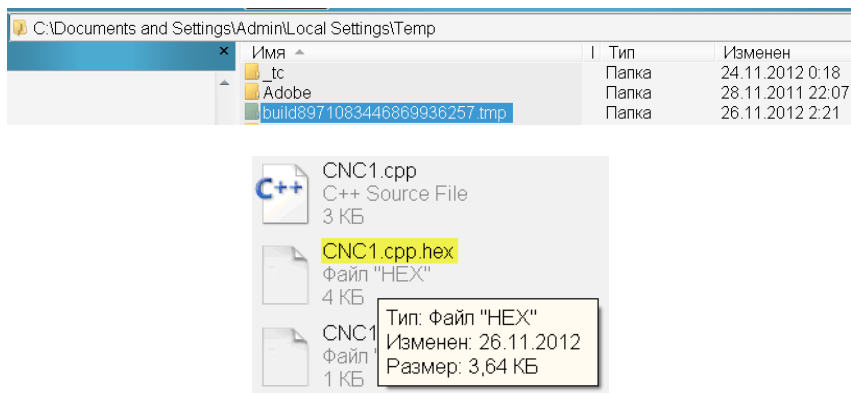 C:\Documents and Settings\Admin\Local Settings\Temp
× Имя Тип Изменен
_tc Папка 24.11.2012 0:18
Adobe Папка 28.11.2011 22:07
build8971083446869936257.tmp Папка 26.11.2012 2:21
CNC1.cpp
C++ C++ Source File
3 КБ
CNC1.cpp.hex
Файл "HEX"
4 КБ
Тип: Файл "HEX"
CNC1 Изменен: 26.11.2012
Файл " Размер: 3,64 КБ
1 КБ